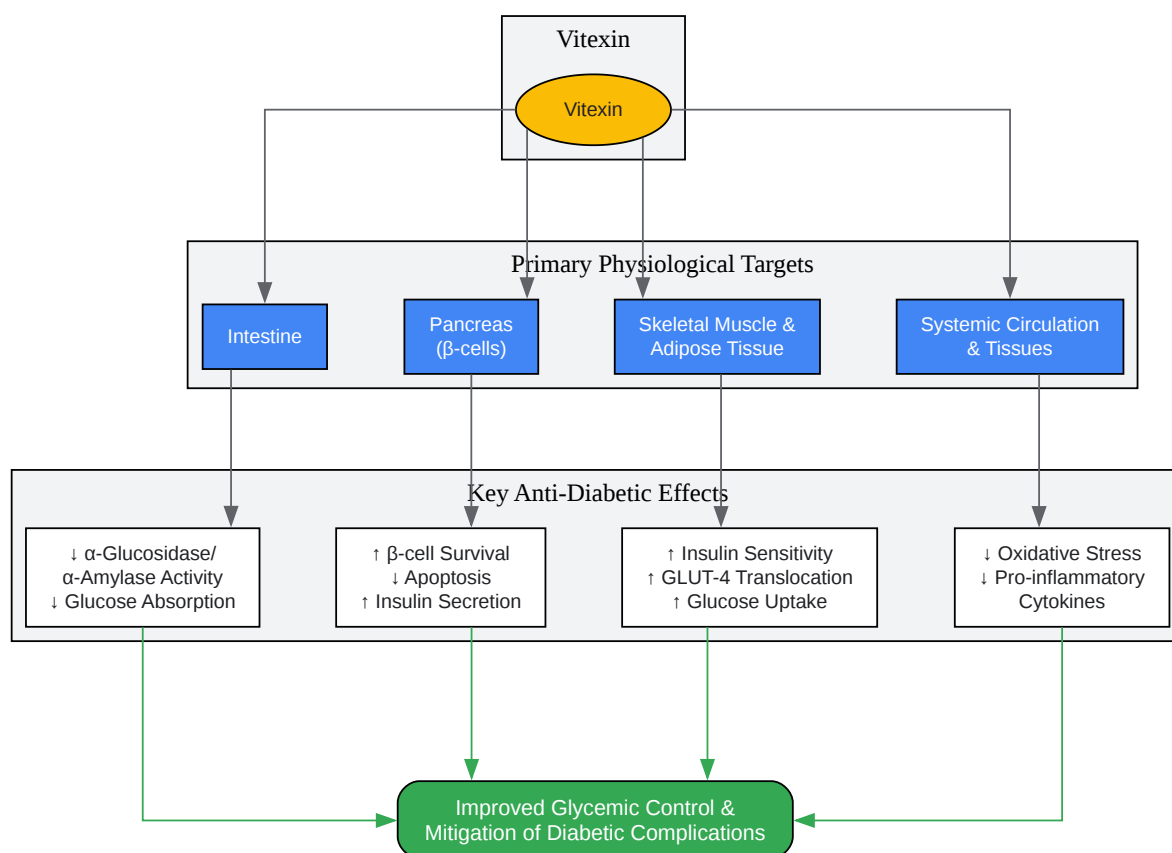 Vitexin
Vitexin
Primary Physiological Targets
Intestine
Pancreas
(β-cells)
Skeletal Muscle &
Adipose Tissue
Systemic Circulation
& Tissues
Key Anti-Diabetic Effects
↓ α-Glucosidase/
α-Amylase Activity
↓ Glucose Absorption
↑ β-cell Survival
↓ Apoptosis
↑ Insulin Secretion
↑ Insulin Sensitivity
↑ GLUT-4 Translocation
↑ Glucose Uptake
↓ Oxidative Stress
↓ Pro-inflammatory
Cytokines
Improved Glycemic Control &
Mitigation of Diabetic Complications